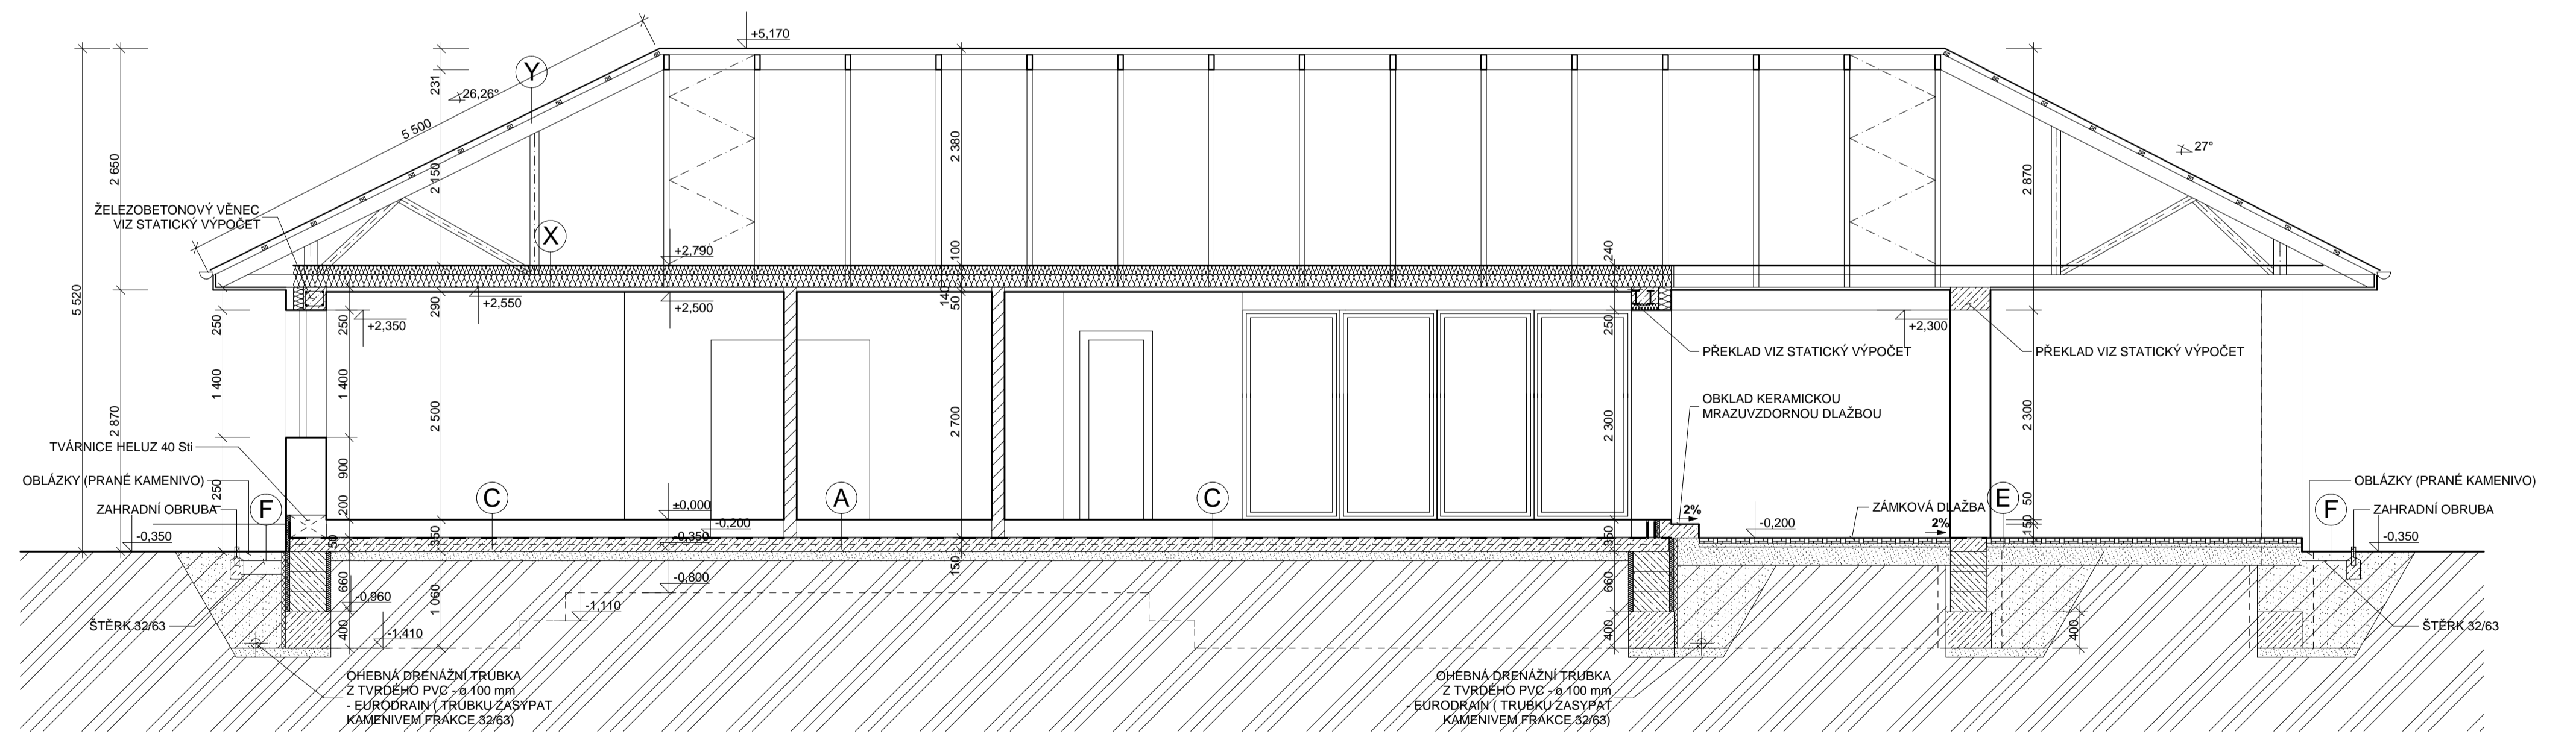 +5,170
Y
26,26°
5 500
231
2 150
2 380
2 870
27°
5 520
2 650
2 870
ŽELEZOBETONOVÝ VĚNEC
VIZ STATICKÝ VÝPOČET
X
+2,790
100
240
+2,550
290
+2,500
140
50
250
250
+2,350
250
+2,300
PŘEKLAD VIZ STATICKÝ VÝPOČET
PŘEKLAD VIZ STATICKÝ VÝPOČET
1 400
1 400
2 500
2 700
2 300
2 300
OBKLAD KERAMICKOU
MRAZUVZDORNOU DLAŽBOU
TVÁRNICE HELUZ 40 Sti
OBLÁZKY (PRANÉ KAMENIVO)
ZAHRADNÍ OBRUBA
F
-0,350
1 250
900
200
C
±0,000
-0,200
-0,350
A
C
2%
-0,200
ZÁMKOVÁ DLAŽBA
2%
E
50
150
OBLÁZKY (PRANÉ KAMENIVO)
F
ZAHRADNÍ OBRUBA
-0,350
50
350
150
350
660
-0,960
1 060
-0,800
-1,110
660
400
-1,410
400
400
ŠTĚRK 32/63
ŠTĚRK 32/63
OHEBNÁ DRENÁŽNÍ TRUBKA
Z TVRDÉHO PVC - ø 100 mm
- EURODRAIN ( TRUBKU ZASYPAT
KAMENIVEM FRAKCE 32/63)
OHEBNÁ DRENÁŽNÍ TRUBKA
Z TVRDÉHO PVC - ø 100 mm
- EURODRAIN ( TRUBKU ZASYPAT
KAMENIVEM FRAKCE 32/63)